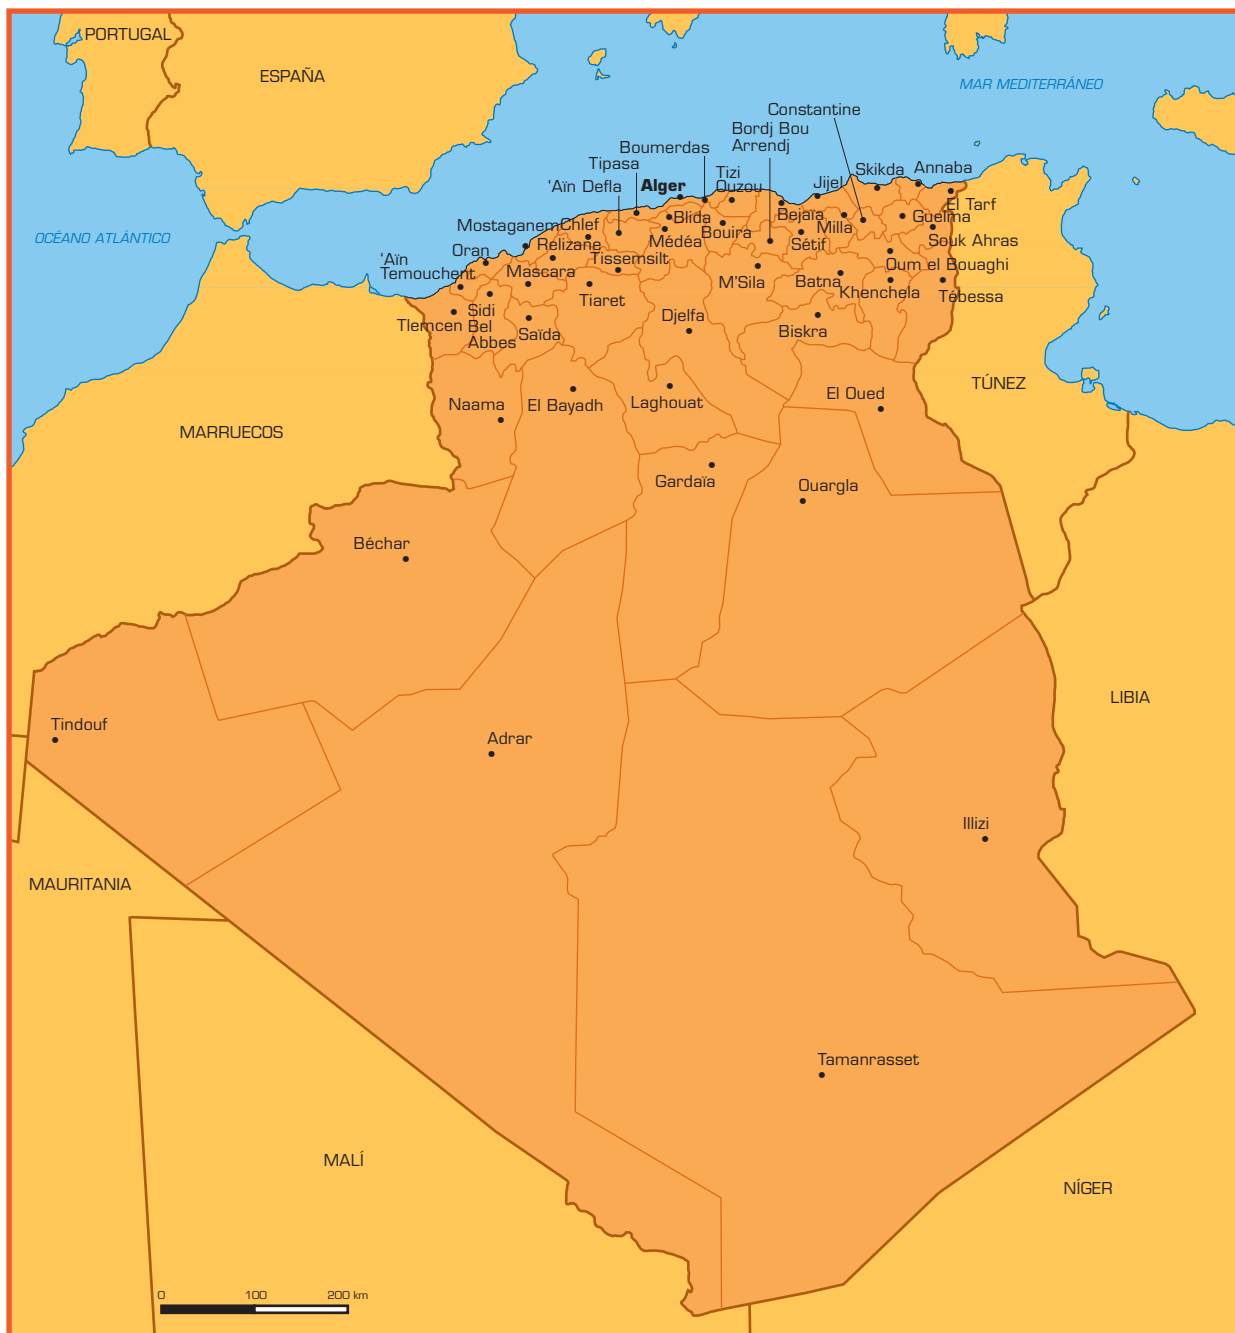 PORTUGAL
ESPAÑA
MAR MEDITERRÁNEO
OCÉANO ATLÁNTICO
Constantine
Bordj Bou
Arrendj
Boumerdas
Tipasa
'Aïn Defla
Alger
Tizi
Ouzou
Jijel
Skikda
Annaba
El Tarf
Mostaganem
Chlef
Blida
Bejaïa
Milla
Guelma
Oran
Relizane
Médéa
Bouira
Sétif
Souk Ahras
'Aïn
Temouchent
Mascara
Tissemsilt
M'Sila
Batna
Oum el Bouaghi
Tiaret
Khenchela
Tébessa
Tlemcen
Sidi
Bel
Abbes
Saïda
Djelfa
Biskra
TÚNEZ
Naama
El Bayadh
Laghouat
El Oued
MARRUECOS
Gardaïa
Ouargla
Béchar
LIBIA
Tindouf
Adrar
Illizi
MAURITANIA
Tamanrasset
MALÍ
NÍGER
0 100 200 km